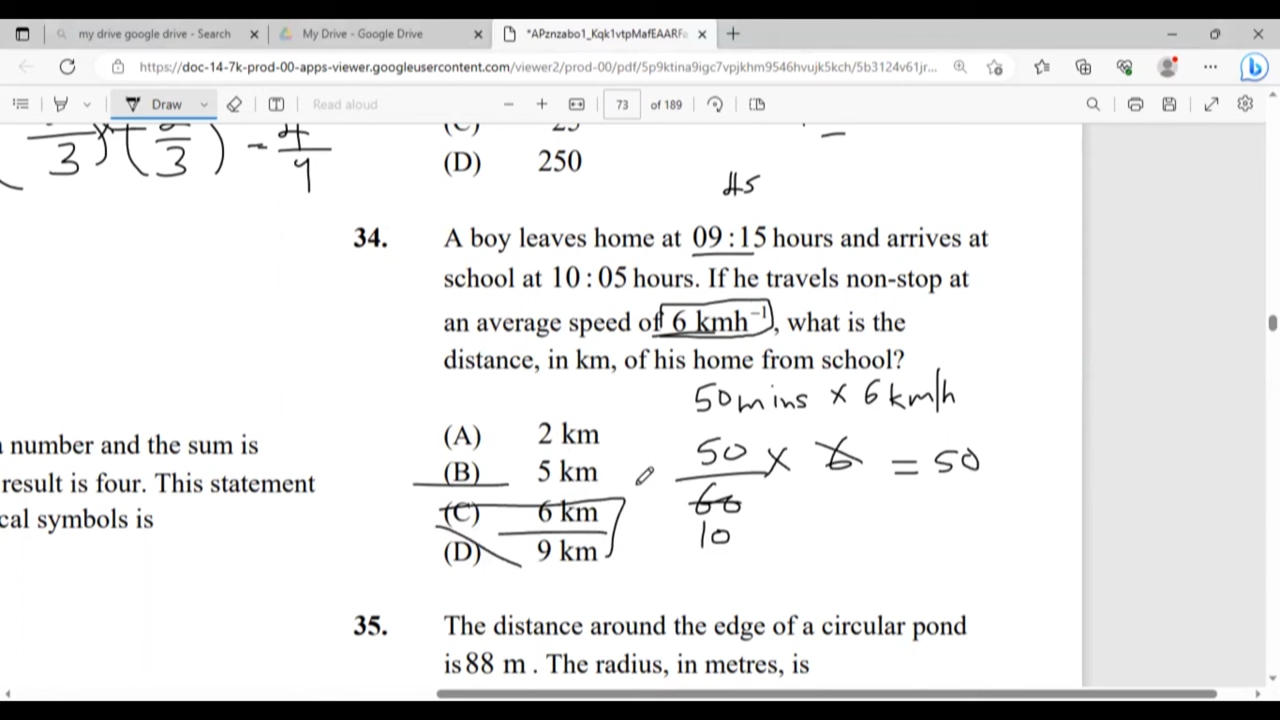 my drive google drive - Search
My Drive - Google Drive
*APznzabo1_Kqk1vtpMafEAARFa
https://doc-14-7k-prod-00-apps-viewer.googleusercontent.com/viewer2/prod-00/pdf/5p9ktina9igc7vpjkhm9546hvujk5kch/5b3124v61jr...
Draw
Read aloud
73 of 189
3 ) ( 3 ) - 4
(D) 250
45
34. A boy leaves home at 09 : 15 hours and arrives at
school at 10 : 05 hours. If he travels non-stop at
an average speed of 6 kmh⁻¹, what is the
distance, in km, of his home from school?
50mins × 6km/h
(A) 2 km
50 × 6 = 50
(B) 5 km
60
(C) 6 km
10
(D) 9 km
number and the sum is
result is four. This statement
cal symbols is
35. The distance around the edge of a circular pond
is 88 m . The radius, in metres, is